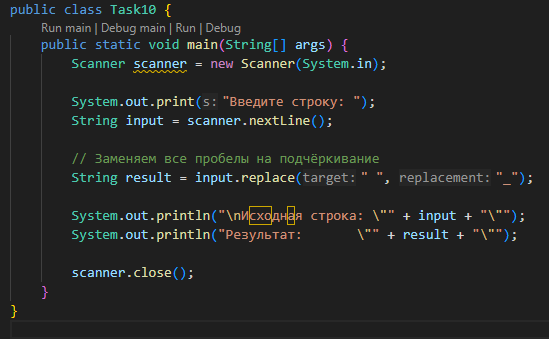 public class Task10 {
Run main | Debug main | Run | Debug
public static void main(String[] args) {
Scanner scanner = new Scanner(System.in);
System.out.print(s: "Введите строку: ");
String input = scanner.nextLine();
// Заменяем все пробелы на подчёркивание
String result = input.replace(target: " ", replacement: "_");
System.out.println("\nИсходная строка: \"" + input + "\"");
System.out.println("Результат:       \"" + result + "\"");
scanner.close();
}
}